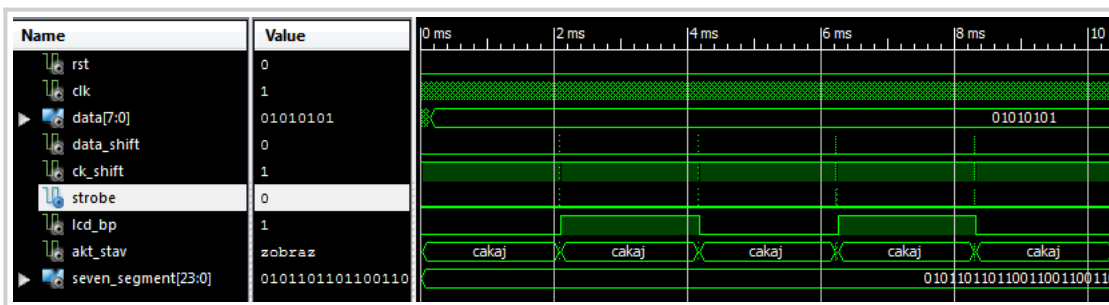 Name Value 0 ms 2 ms 4 ms 6 ms 8 ms 10
rst 0
clk 1
data[7:0] 01010101 01010101
data_shift 0
ck_shift 1
strobe 0
lcd_bp 1
akt_stav zobraz cakaj cakaj cakaj cakaj cakaj
seven_segment[23:0] 01011011011001100 0101101101100110011001100110